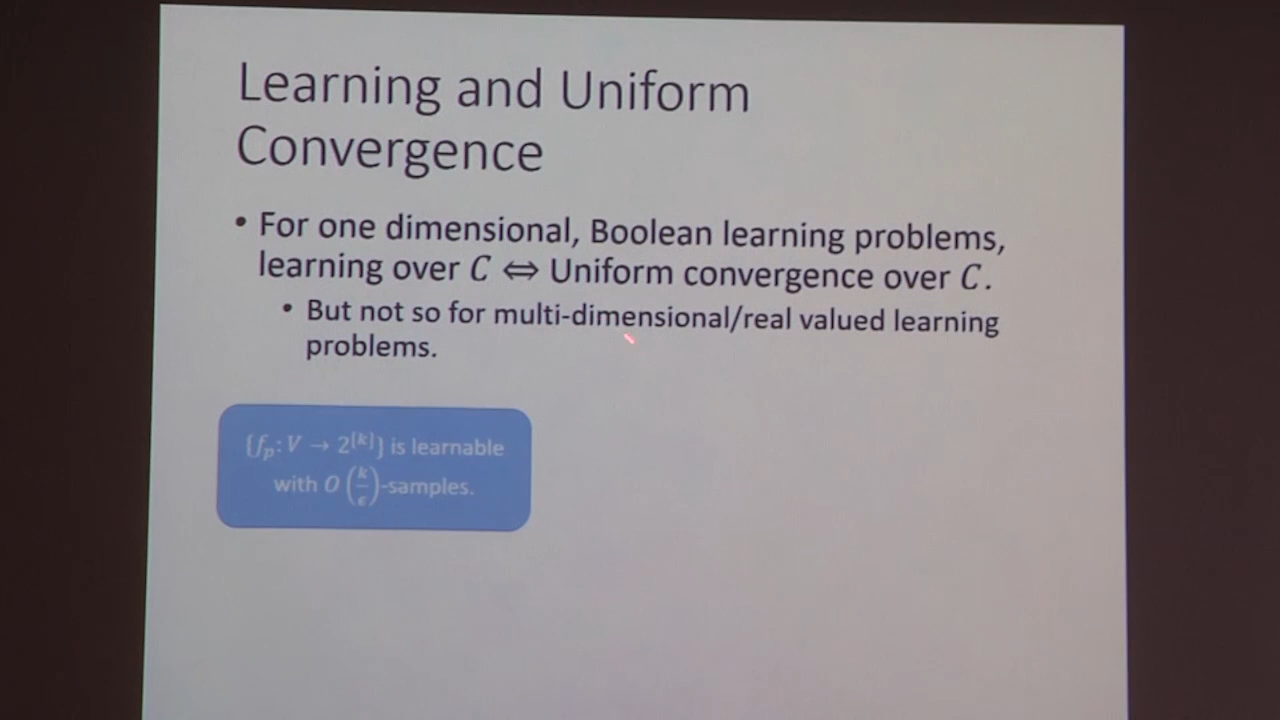 Learning and Uniform
Convergence
• For one dimensional, Boolean learning problems,
learning over C ⇔ Uniform convergence over C.
• But not so for multi-dimensional/real valued learning
problems.
{f_p: V → 2^[k]} is learnable
with O(k/ϵ)-samples.